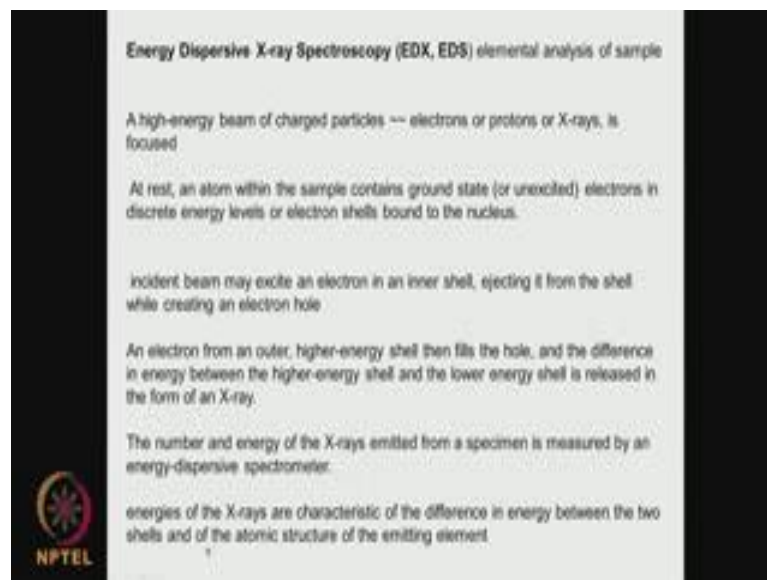 Energy Dispersive X-ray Spectroscopy (EDX, EDS) elemental analysis of sample
A high-energy beam of charged particles ~~ electrons or protons or X-rays, is
focused
At rest, an atom within the sample contains ground state (or unexcited) electrons in
discrete energy levels or electron shells bound to the nucleus.
incident beam may excite an electron in an inner shell, ejecting it from the shell
while creating an electron hole
An electron from an outer, higher-energy shell then fills the hole, and the difference
in energy between the higher-energy shell and the lower energy shell is released in
the form of an X-ray.
The number and energy of the X-rays emitted from a specimen is measured by an
energy-dispersive spectrometer.
energies of the X-rays are characteristic of the difference in energy between the two
shells and of the atomic structure of the emitting element
NPTEL